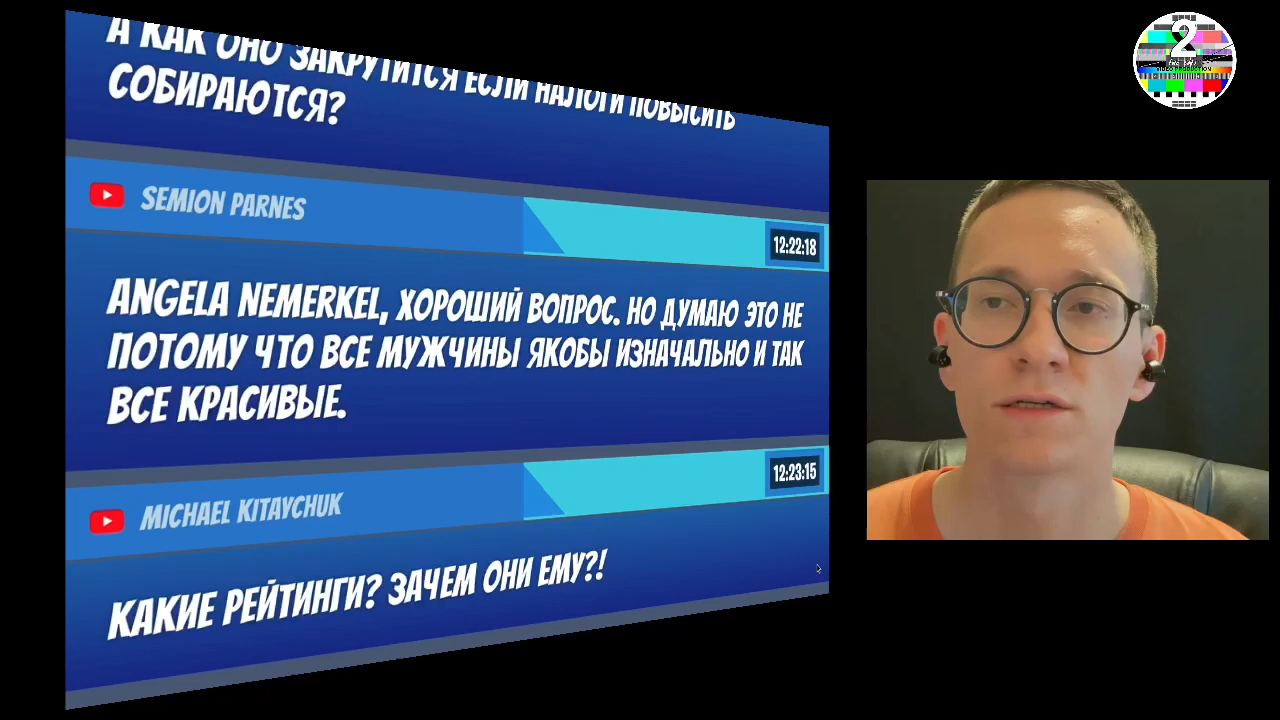 А КАК ОНО ЗАКРУТИТСЯ ЕСЛИ НАЛОГИ ПОВЫСИТЬ
СОБИРАЮТСЯ?
SEMION PARNES
12:22:18
ANGELA NEMERKEL, ХОРОШИЙ ВОПРОС. НО ДУМАЮ ЭТО НЕ
ПОТОМУ ЧТО ВСЕ МУЖЧИНЫ ЯКОБЫ ИЗНАЧАЛЬНО И ТАК
ВСЕ КРАСИВЫЕ.
MICHAEL KITAYCHUK
12:23:15
КАКИЕ РЕЙТИНГИ? ЗАЧЕМ ОНИ ЕМУ?!
2